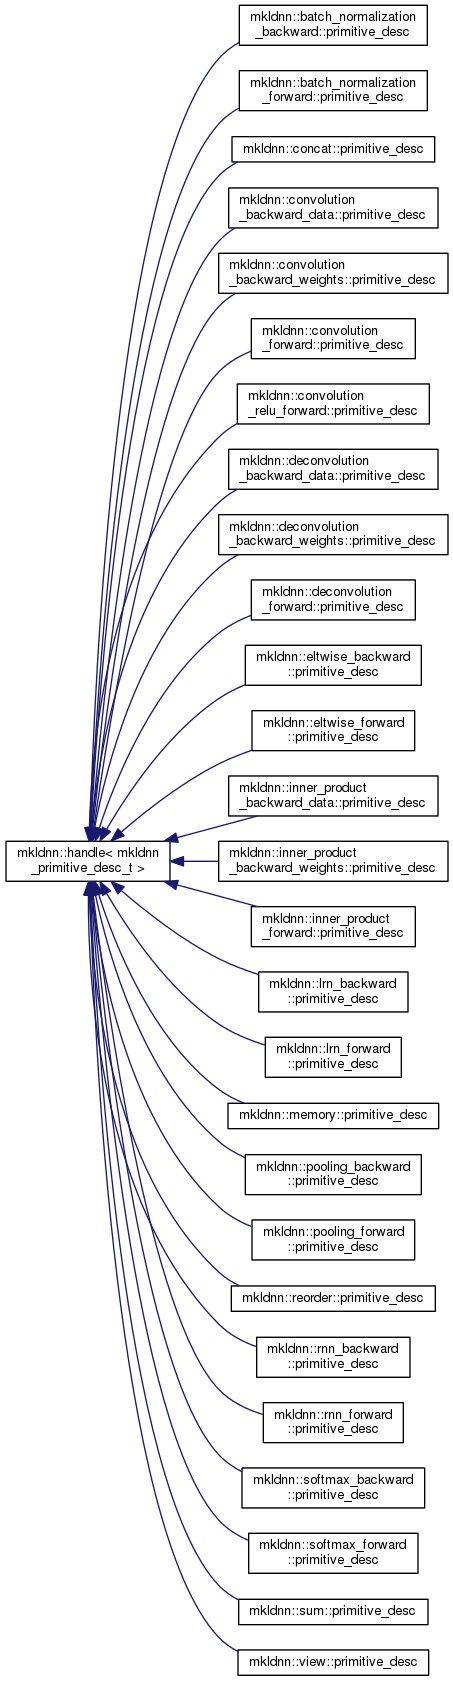 mkldnn::batch_normalization
_backward::primitive_desc
mkldnn::batch_normalization
_forward::primitive_desc
mkldnn::concat::primitive_desc
mkldnn::convolution
_backward_data::primitive_desc
mkldnn::convolution
_backward_weights::primitive_desc
mkldnn::convolution
_forward::primitive_desc
mkldnn::convolution
_relu_forward::primitive_desc
mkldnn::deconvolution
_backward_data::primitive_desc
mkldnn::deconvolution
_backward_weights::primitive_desc
mkldnn::deconvolution
_forward::primitive_desc
mkldnn::eltwise_backward
::primitive_desc
mkldnn::eltwise_forward
::primitive_desc
mkldnn::inner_product
_backward_data::primitive_desc
mkldnn::handle< mkldnn
_primitive_desc_t >
mkldnn::inner_product
_backward_weights::primitive_desc
mkldnn::inner_product
_forward::primitive_desc
mkldnn::lrn_backward
::primitive_desc
mkldnn::lrn_forward
::primitive_desc
mkldnn::memory::primitive_desc
mkldnn::pooling_backward
::primitive_desc
mkldnn::pooling_forward
::primitive_desc
mkldnn::reorder::primitive_desc
mkldnn::rnn_backward
::primitive_desc
mkldnn::rnn_forward
::primitive_desc
mkldnn::softmax_backward
::primitive_desc
mkldnn::softmax_forward
::primitive_desc
mkldnn::sum::primitive_desc
mkldnn::view::primitive_desc